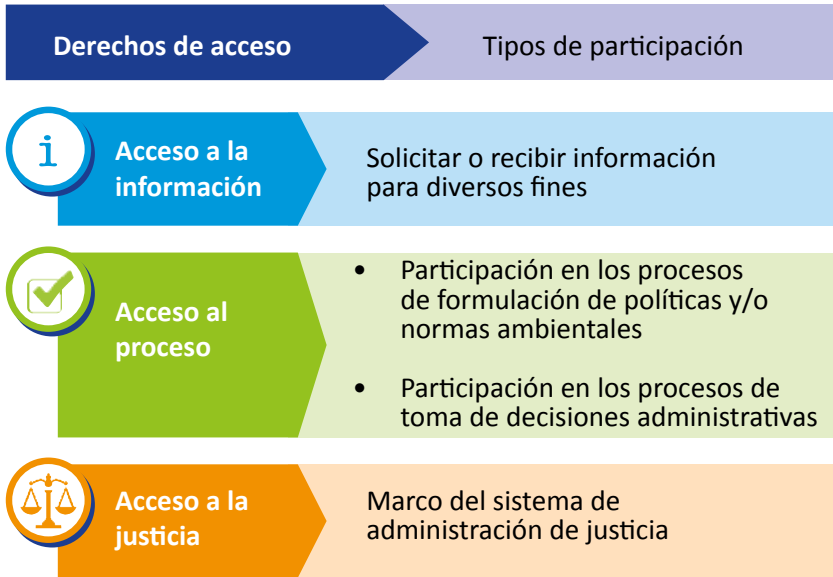 Derechos de acceso
Tipos de participación
i
Acceso a la
información
Solicitar o recibir información
para diversos fines
Acceso al
proceso
• Participación en los procesos
de formulación de políticas y/o
normas ambientales
• Participación en los procesos de
toma de decisiones administrativas
Acceso a la
justicia
Marco del sistema de
administración de justicia